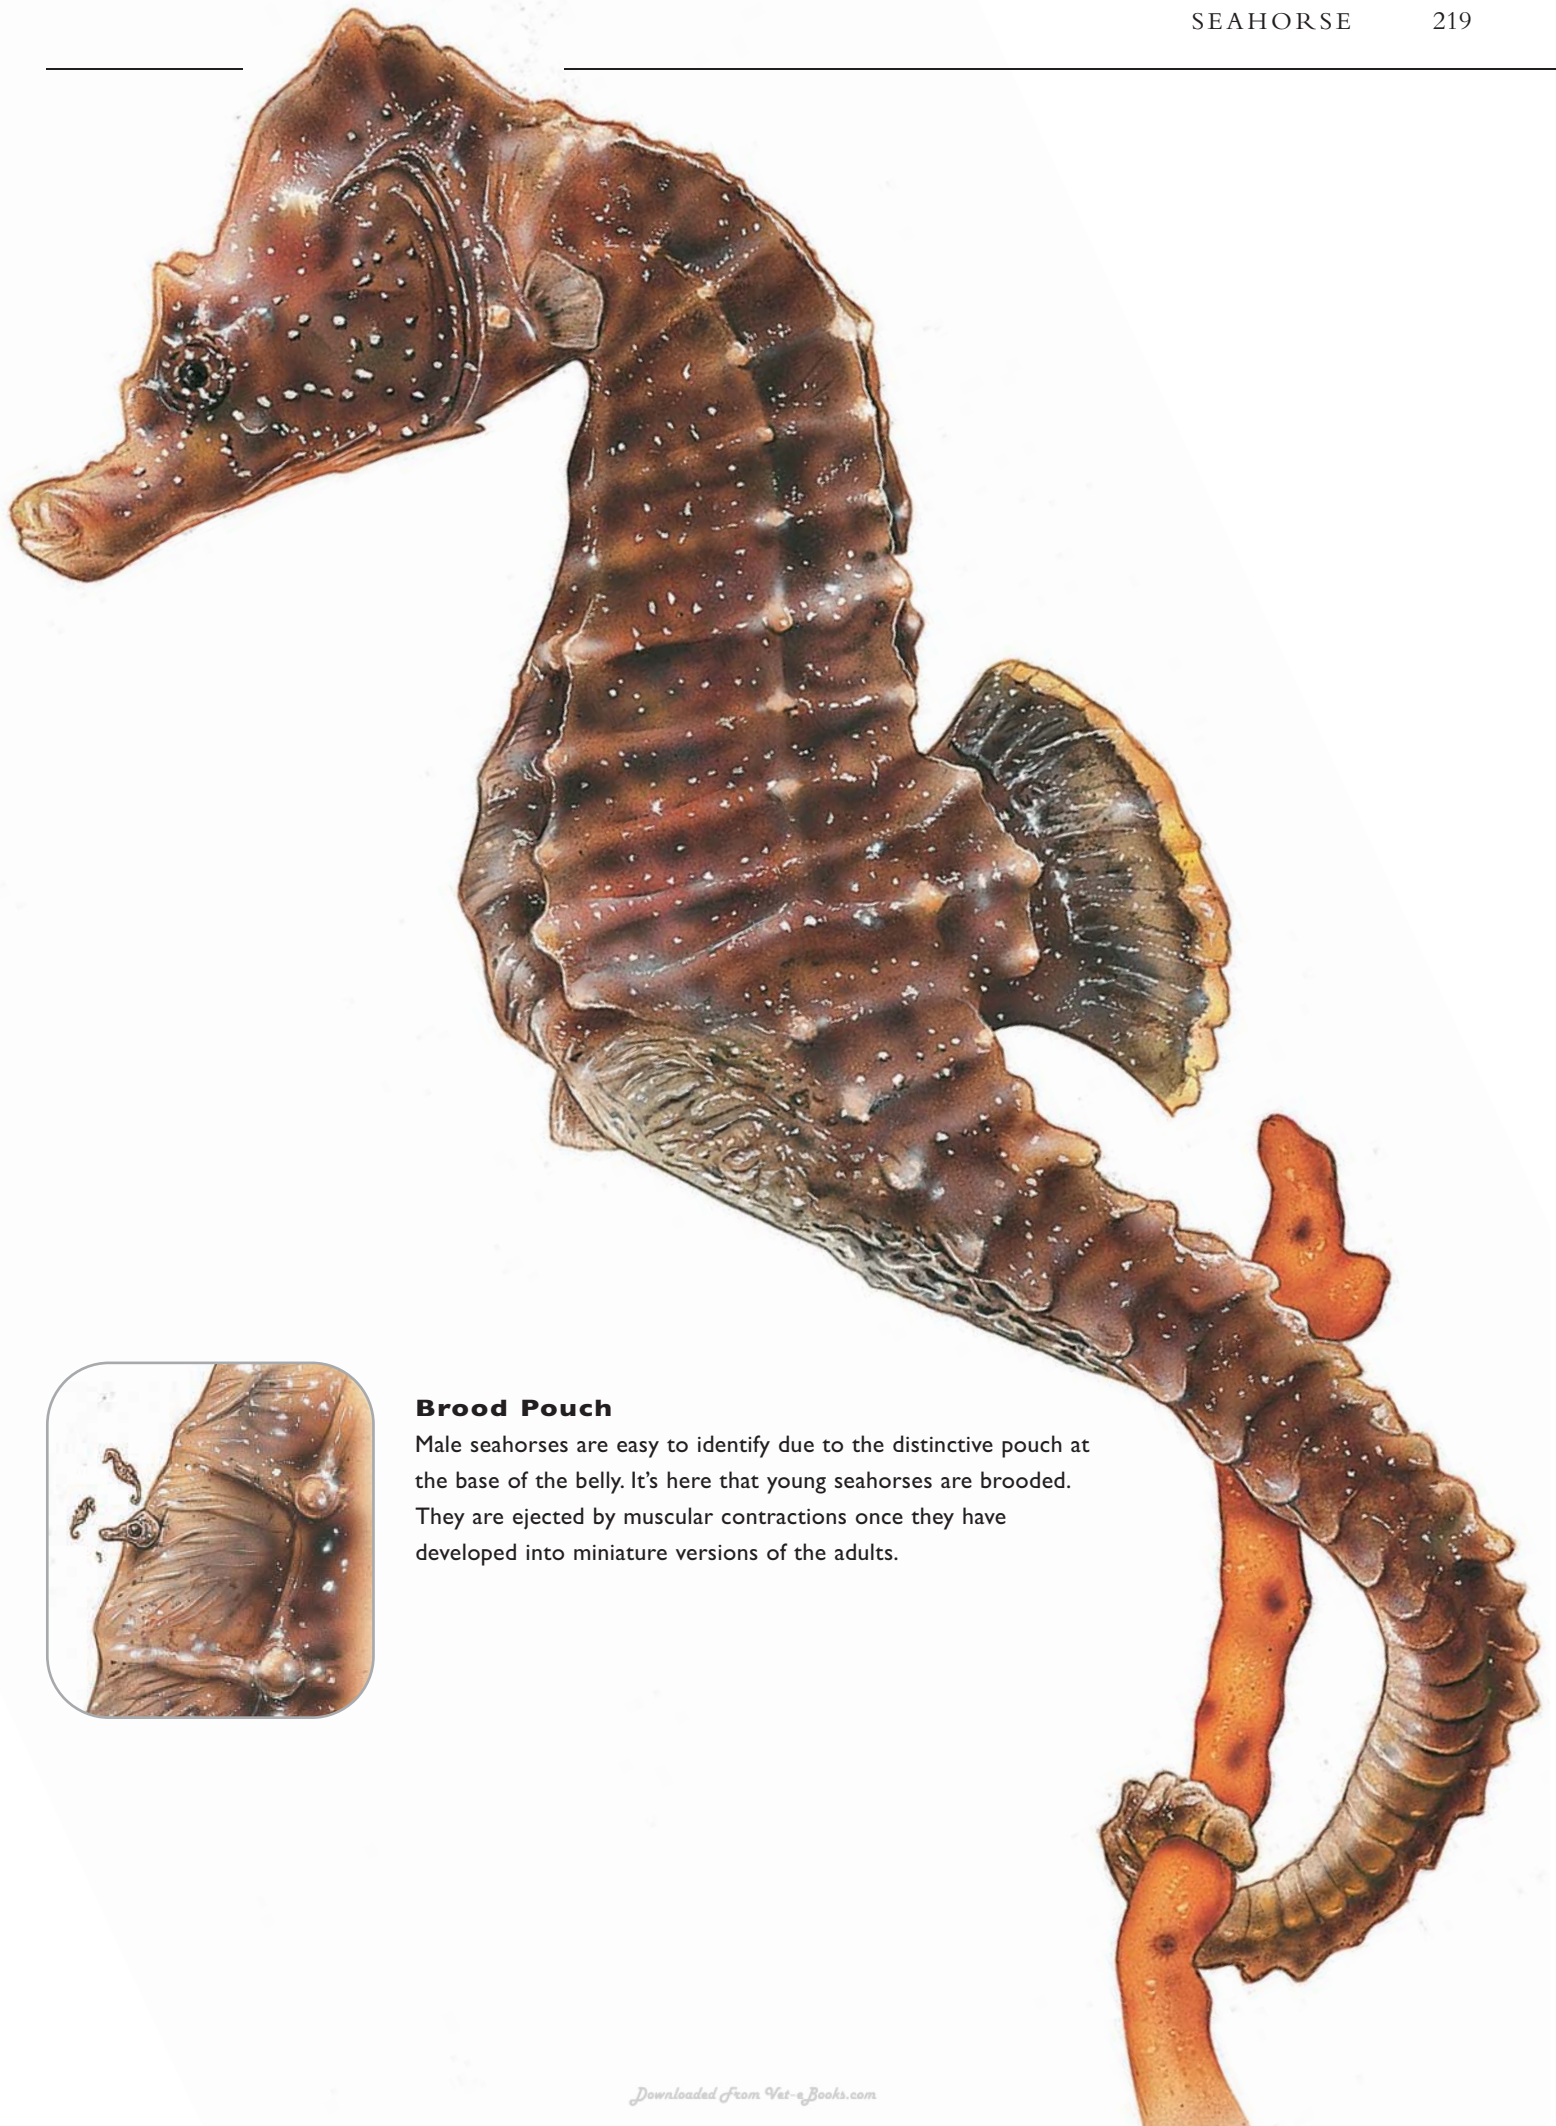 SEAHORSE 219
Brood Pouch
Male seahorses are easy to identify due to the distinctive pouch at
the base of the belly. It’s here that young seahorses are brooded.
They are ejected by muscular contractions once they have
developed into miniature versions of the adults.
Downloaded From Vet-eBooks.com